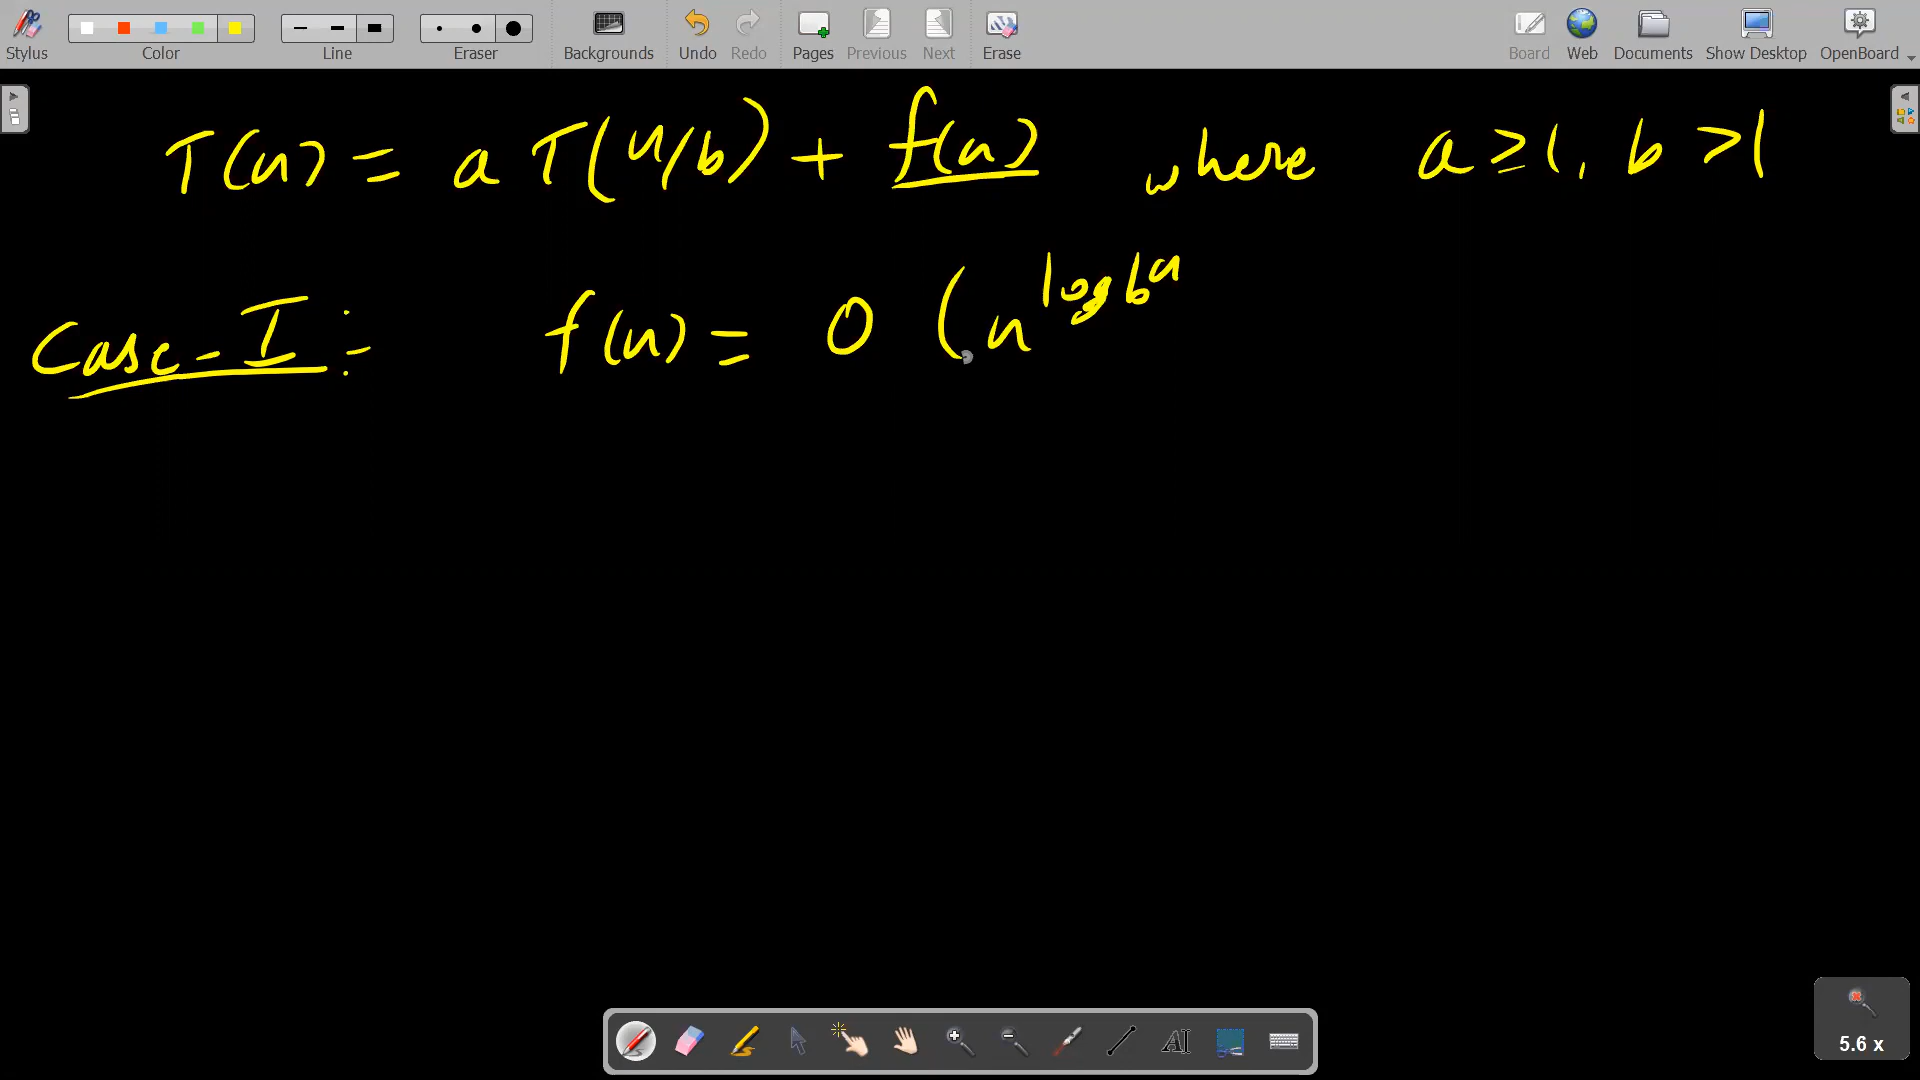 Stylus Color Line Eraser Backgrounds Undo Redo Pages Previous Next Erase Board Web Documents Show Desktop OpenBoard
T(n) = a T(n/b) + f(n) where a ≥ 1, b > 1
Case - I :- f(n) = O (n^log b^a
5.6 x